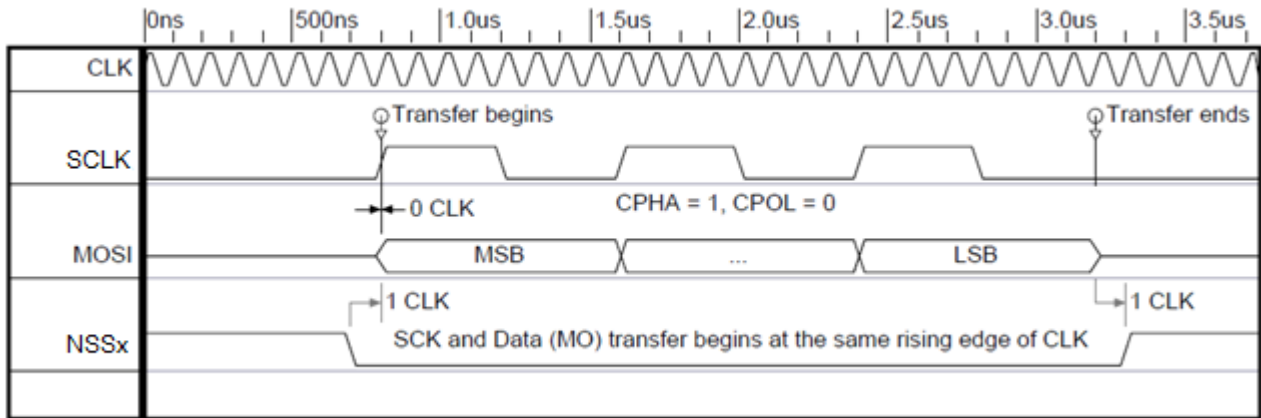 0ns 500ns 1.0us 1.5us 2.0us 2.5us 3.0us 3.5us
CLK
Transfer begins Transfer ends
SCLK
0 CLK CPHA = 1, CPOL = 0
MOSI MSB ... LSB
1 CLK 1 CLK
NSSx SCK and Data (MO) transfer begins at the same rising edge of CLK